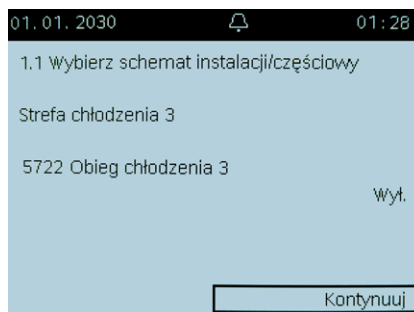 01.01.2030 01:28
1.1 Wybierz schemat instalacji/częściowy
Strefa chłodzenia 3
5722 Obieg chłodzenia 3
Wył.
Kontynuuj